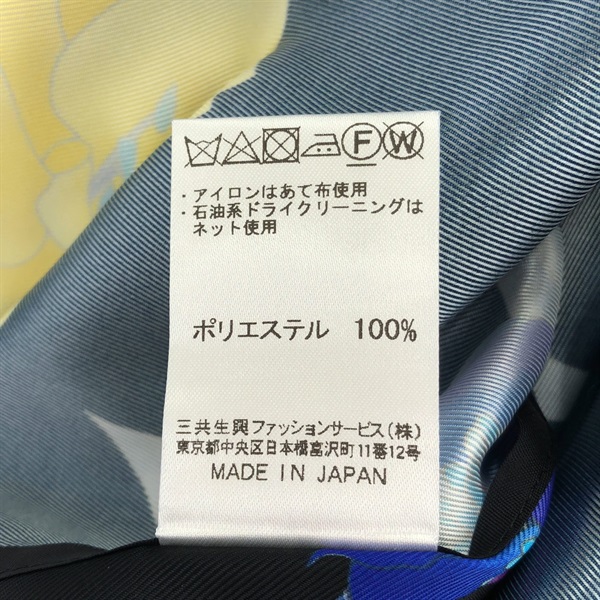 F W
・アイロンはあて布使用
・石油系ドライクリーニングは
ネット使用
ポリエステル 100%
三共生興ファッションサービス(株)
東京都中央区日本橋富沢町11番12号
MADE IN JAPAN